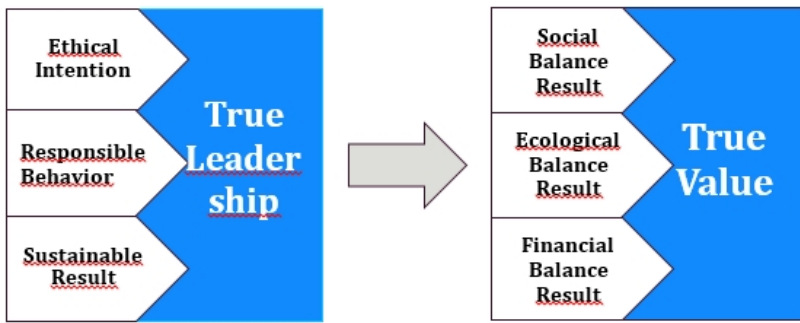 Ethical
Intention
Responsible
Behavior
Sustainable
Result
True
Leader
ship
Social
Balance
Result
Ecological
Balance
Result
Financial
Balance
Result
True
Value